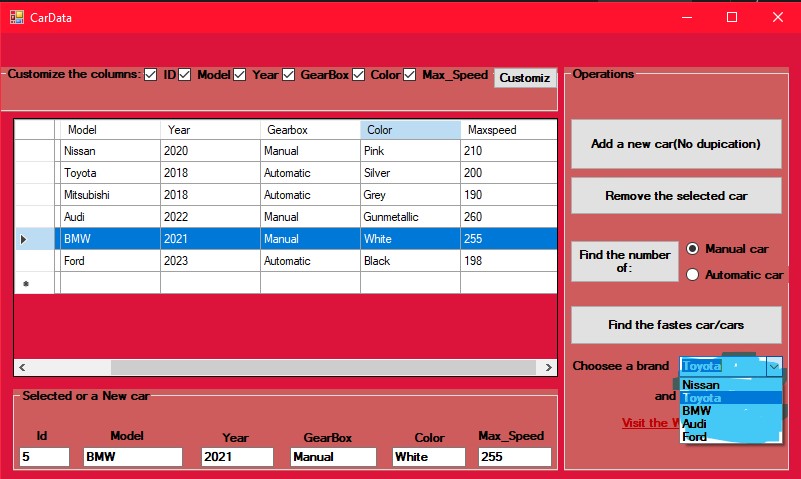 CarData
Customize the columns: ID Model Year GearBox Color Max_Speed Customiz
Operations
Model Year Gearbox Color Maxspeed
Nissan 2020 Manual Pink 210
Toyota 2018 Automatic Silver 200
Mitsubishi 2018 Automatic Grey 190
Audi 2022 Manual Gunmetallic 260
BMW 2021 Manual White 255
Ford 2023 Automatic Black 198
Add a new car(No dupication)
Remove the selected car
Find the number
of:
Manual car
Automatic car
Find the fastes car/cars
Choosee a brand Toyota
and
Visit the
Nissan
Toyota
BMW
Audi
Ford
Selected or a New car
Id Model Year GearBox Color Max_Speed
5 BMW 2021 Manual White 255